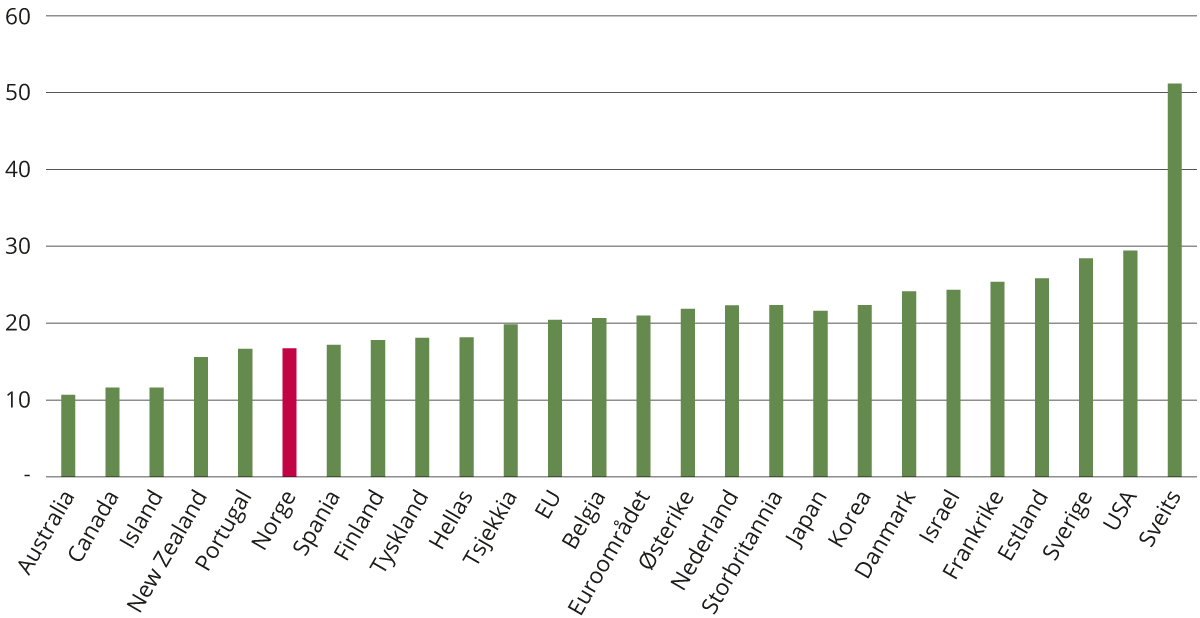 60
50
40
30
20
10
-
Australia
Canada
Island
New Zealand
Portugal
Norge
Spania
Finland
Tyskland
Hellas
Tsjekkia
EU
Belgia
Euroområdet
Østerike
Nederland
Storbritannia
Japan
Korea
Danmark
Israel
Frankrike
Estland
Sverige
USA
Sveits